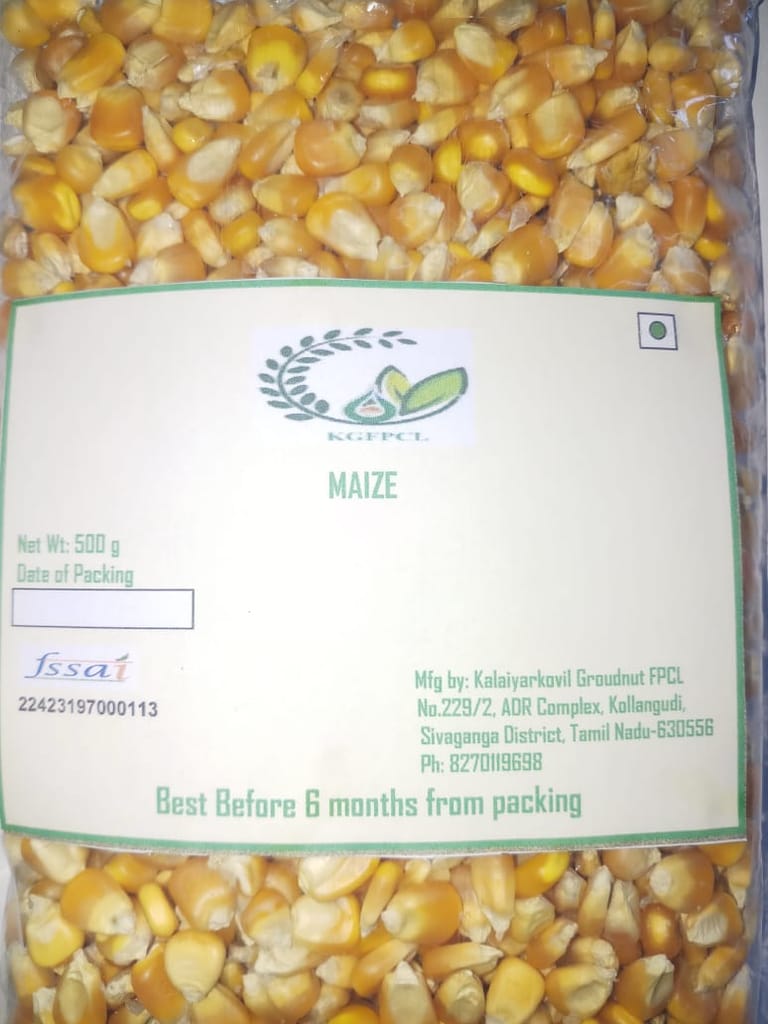 KGFPCL
MAIZE
Net Wt: 500 g
Date of Packing
fssai
22423197000113
Mfg by: Kalaiyarkovil Groudnut FPCL
No.229/2, ADR Complex, Kollangudi,
Sivaganga District, Tamil Nadu-630556
Ph: 8270119698
Best Before 6 months from packing